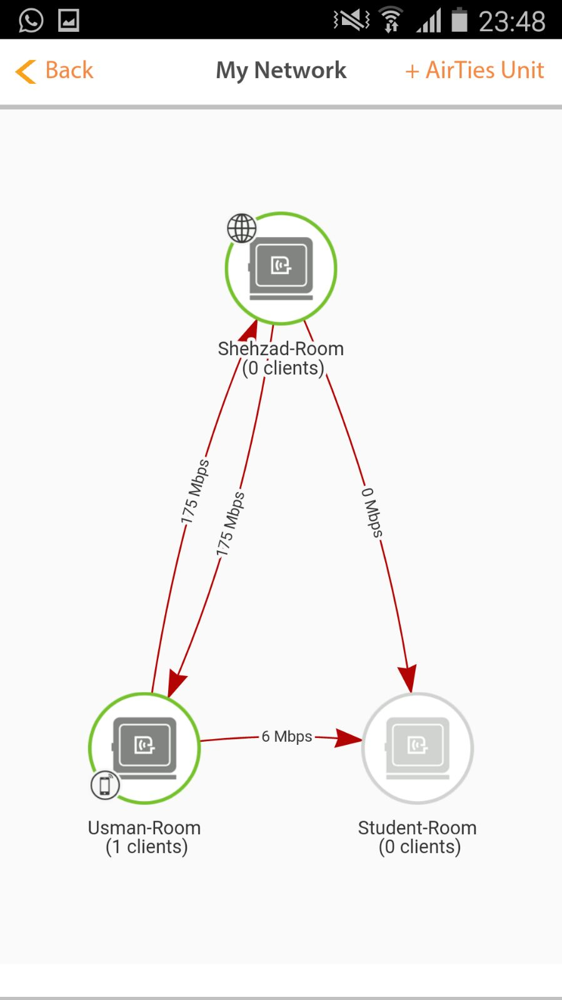 23:48
Back
My Network
+ AirTies Unit
Shehzad-Room
(0 clients)
175 Mbps
175 Mbps
0 Mbps
6 Mbps
Usman-Room
(1 clients)
Student-Room
(0 clients)